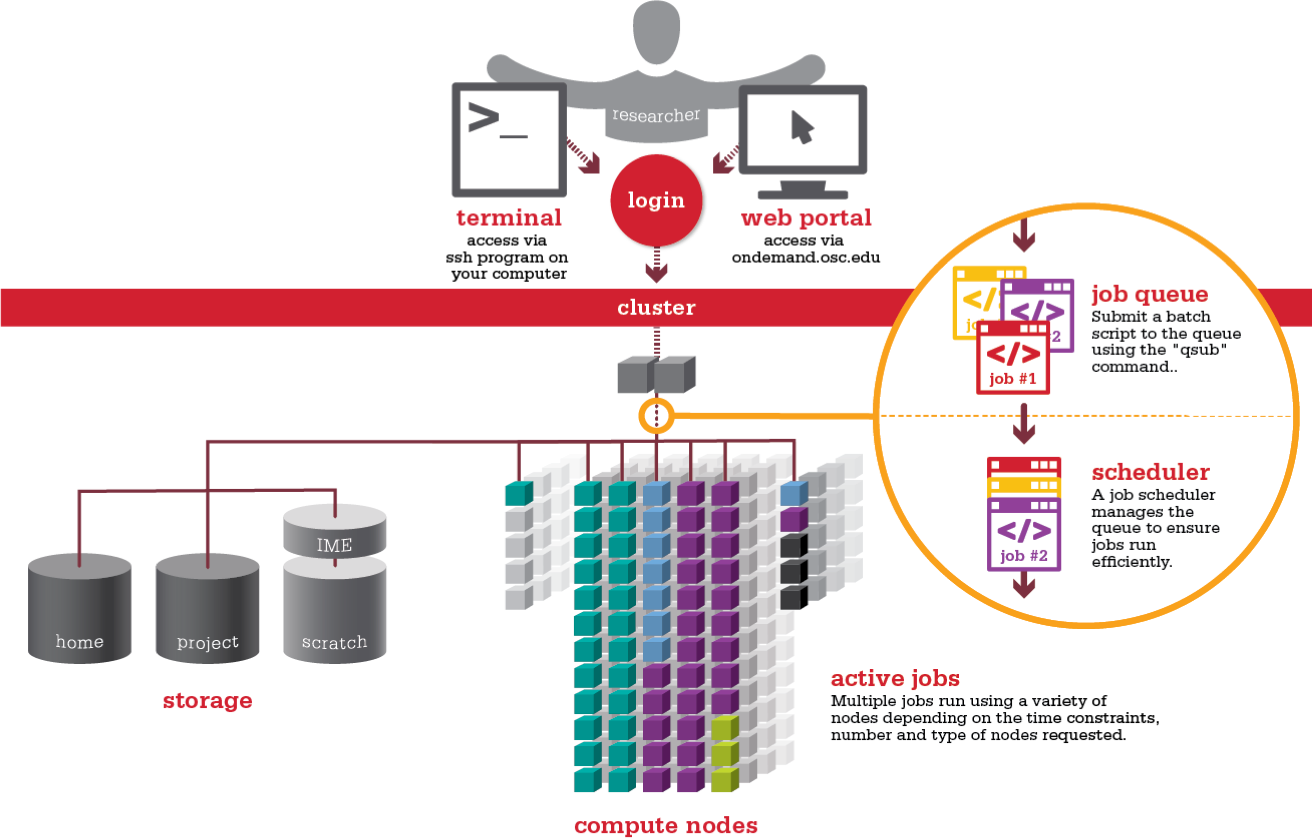 researcher
>_
login
terminal
access via
ssh program on
your computer
web portal
access via
ondemand.osc.edu
cluster
</>
</>
2
</>
job #1
job queue
Submit a batch
script to the queue
using the "qsub"
command..
scheduler
A job scheduler
manages the
queue to ensure
jobs run
efficiently.
</>
job #2
IME
home
project
scratch
storage
active jobs
Multiple jobs run using a variety of
nodes depending on the time constraints,
number and type of nodes requested.
compute nodes